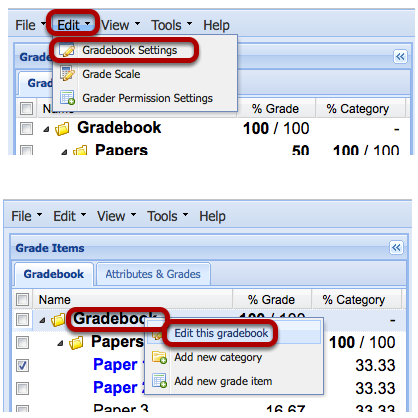 File Edit View Tools Help
Gradebook Settings
Grade
Grade Scale
Grad
Grader Permission Settings
% Grade % Category
Gradebook 100 / 100 -
Papers 50 100 / 100
File Edit View Tools Help
Grade Items
Gradebook Attributes & Grades
Name % Grade % Category
Gradebook 100 / 100 -
Edit this gradebook
Papers 100 / 100
Add new category
Paper 33.33
Add new grade item
Paper 33.33
Paper 3 16.67 33.33